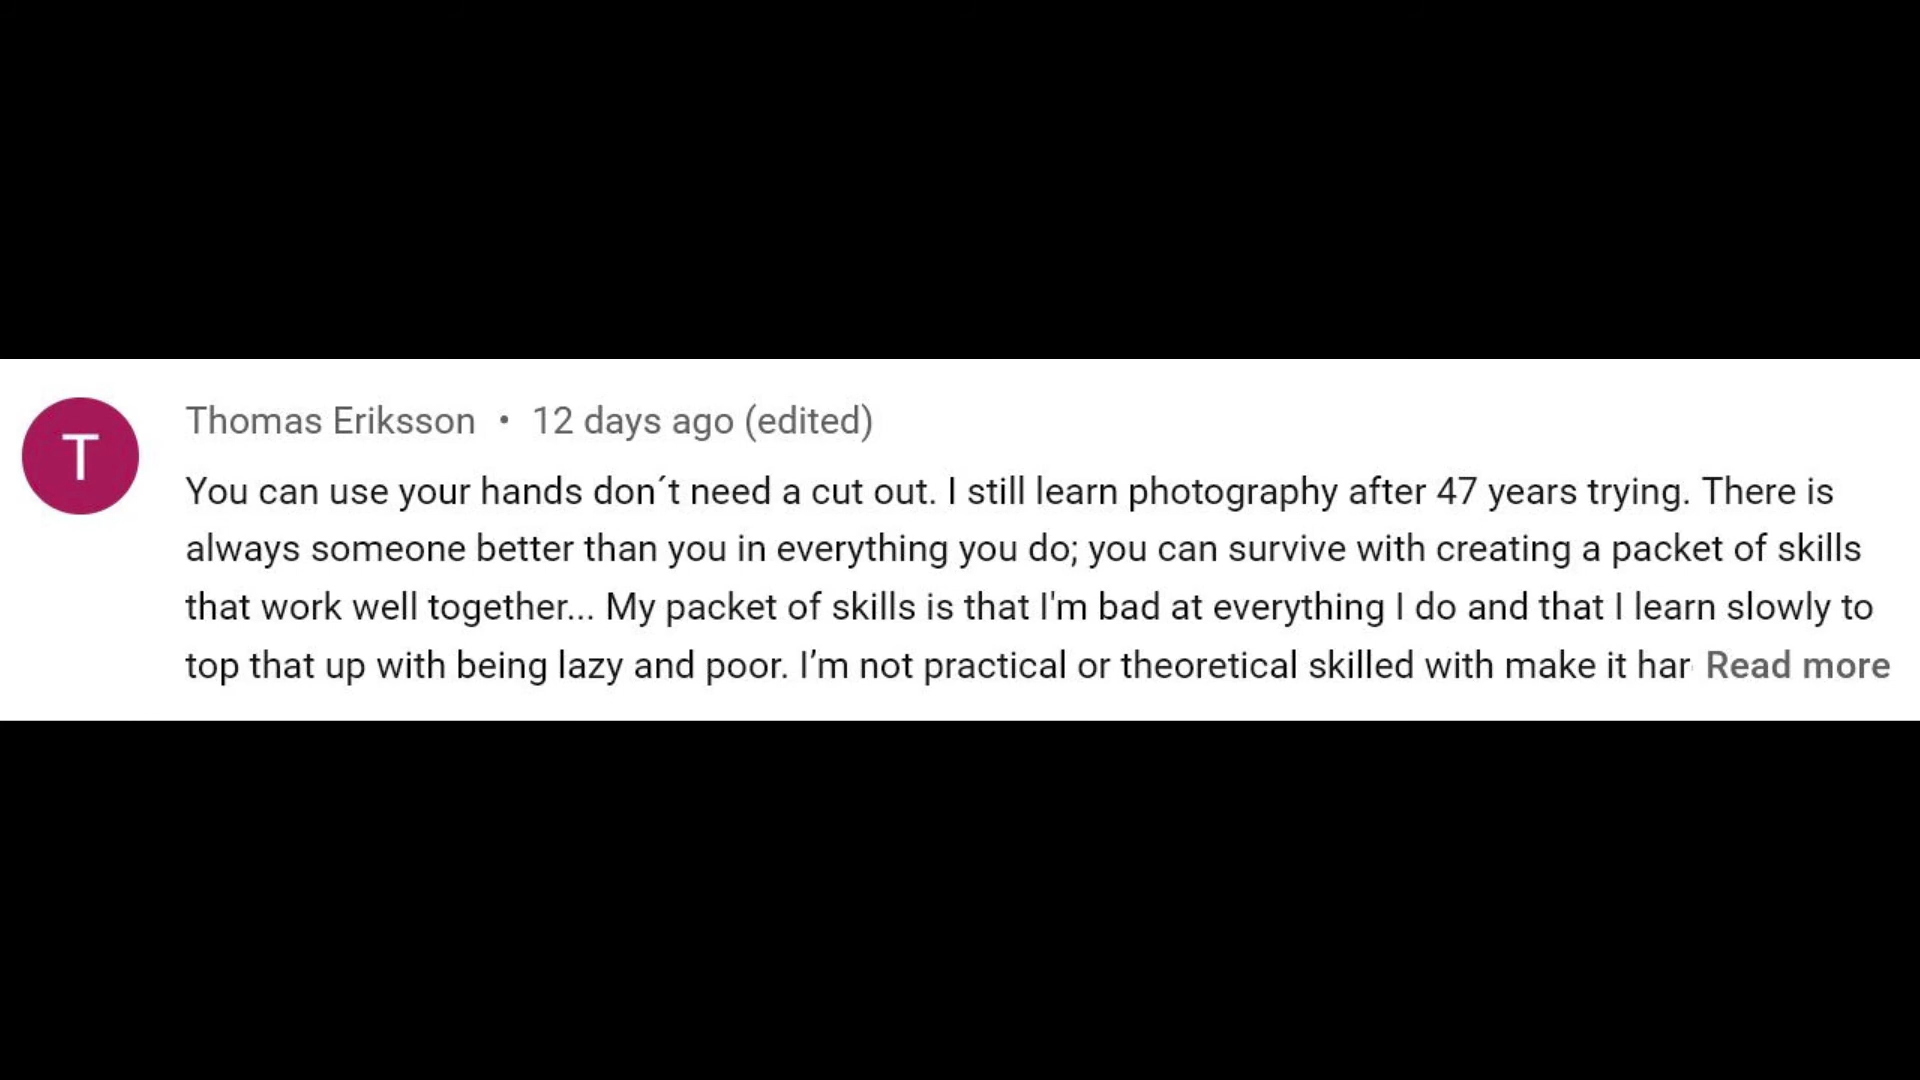 T
Thomas Eriksson • 12 days ago (edited)
You can use your hands don´t need a cut out. I still learn photography after 47 years trying. There is
always someone better than you in everything you do; you can survive with creating a packet of skills
that work well together... My packet of skills is that I'm bad at everything I do and that I learn slowly to
top that up with being lazy and poor. I’m not practical or theoretical skilled with make it har Read more